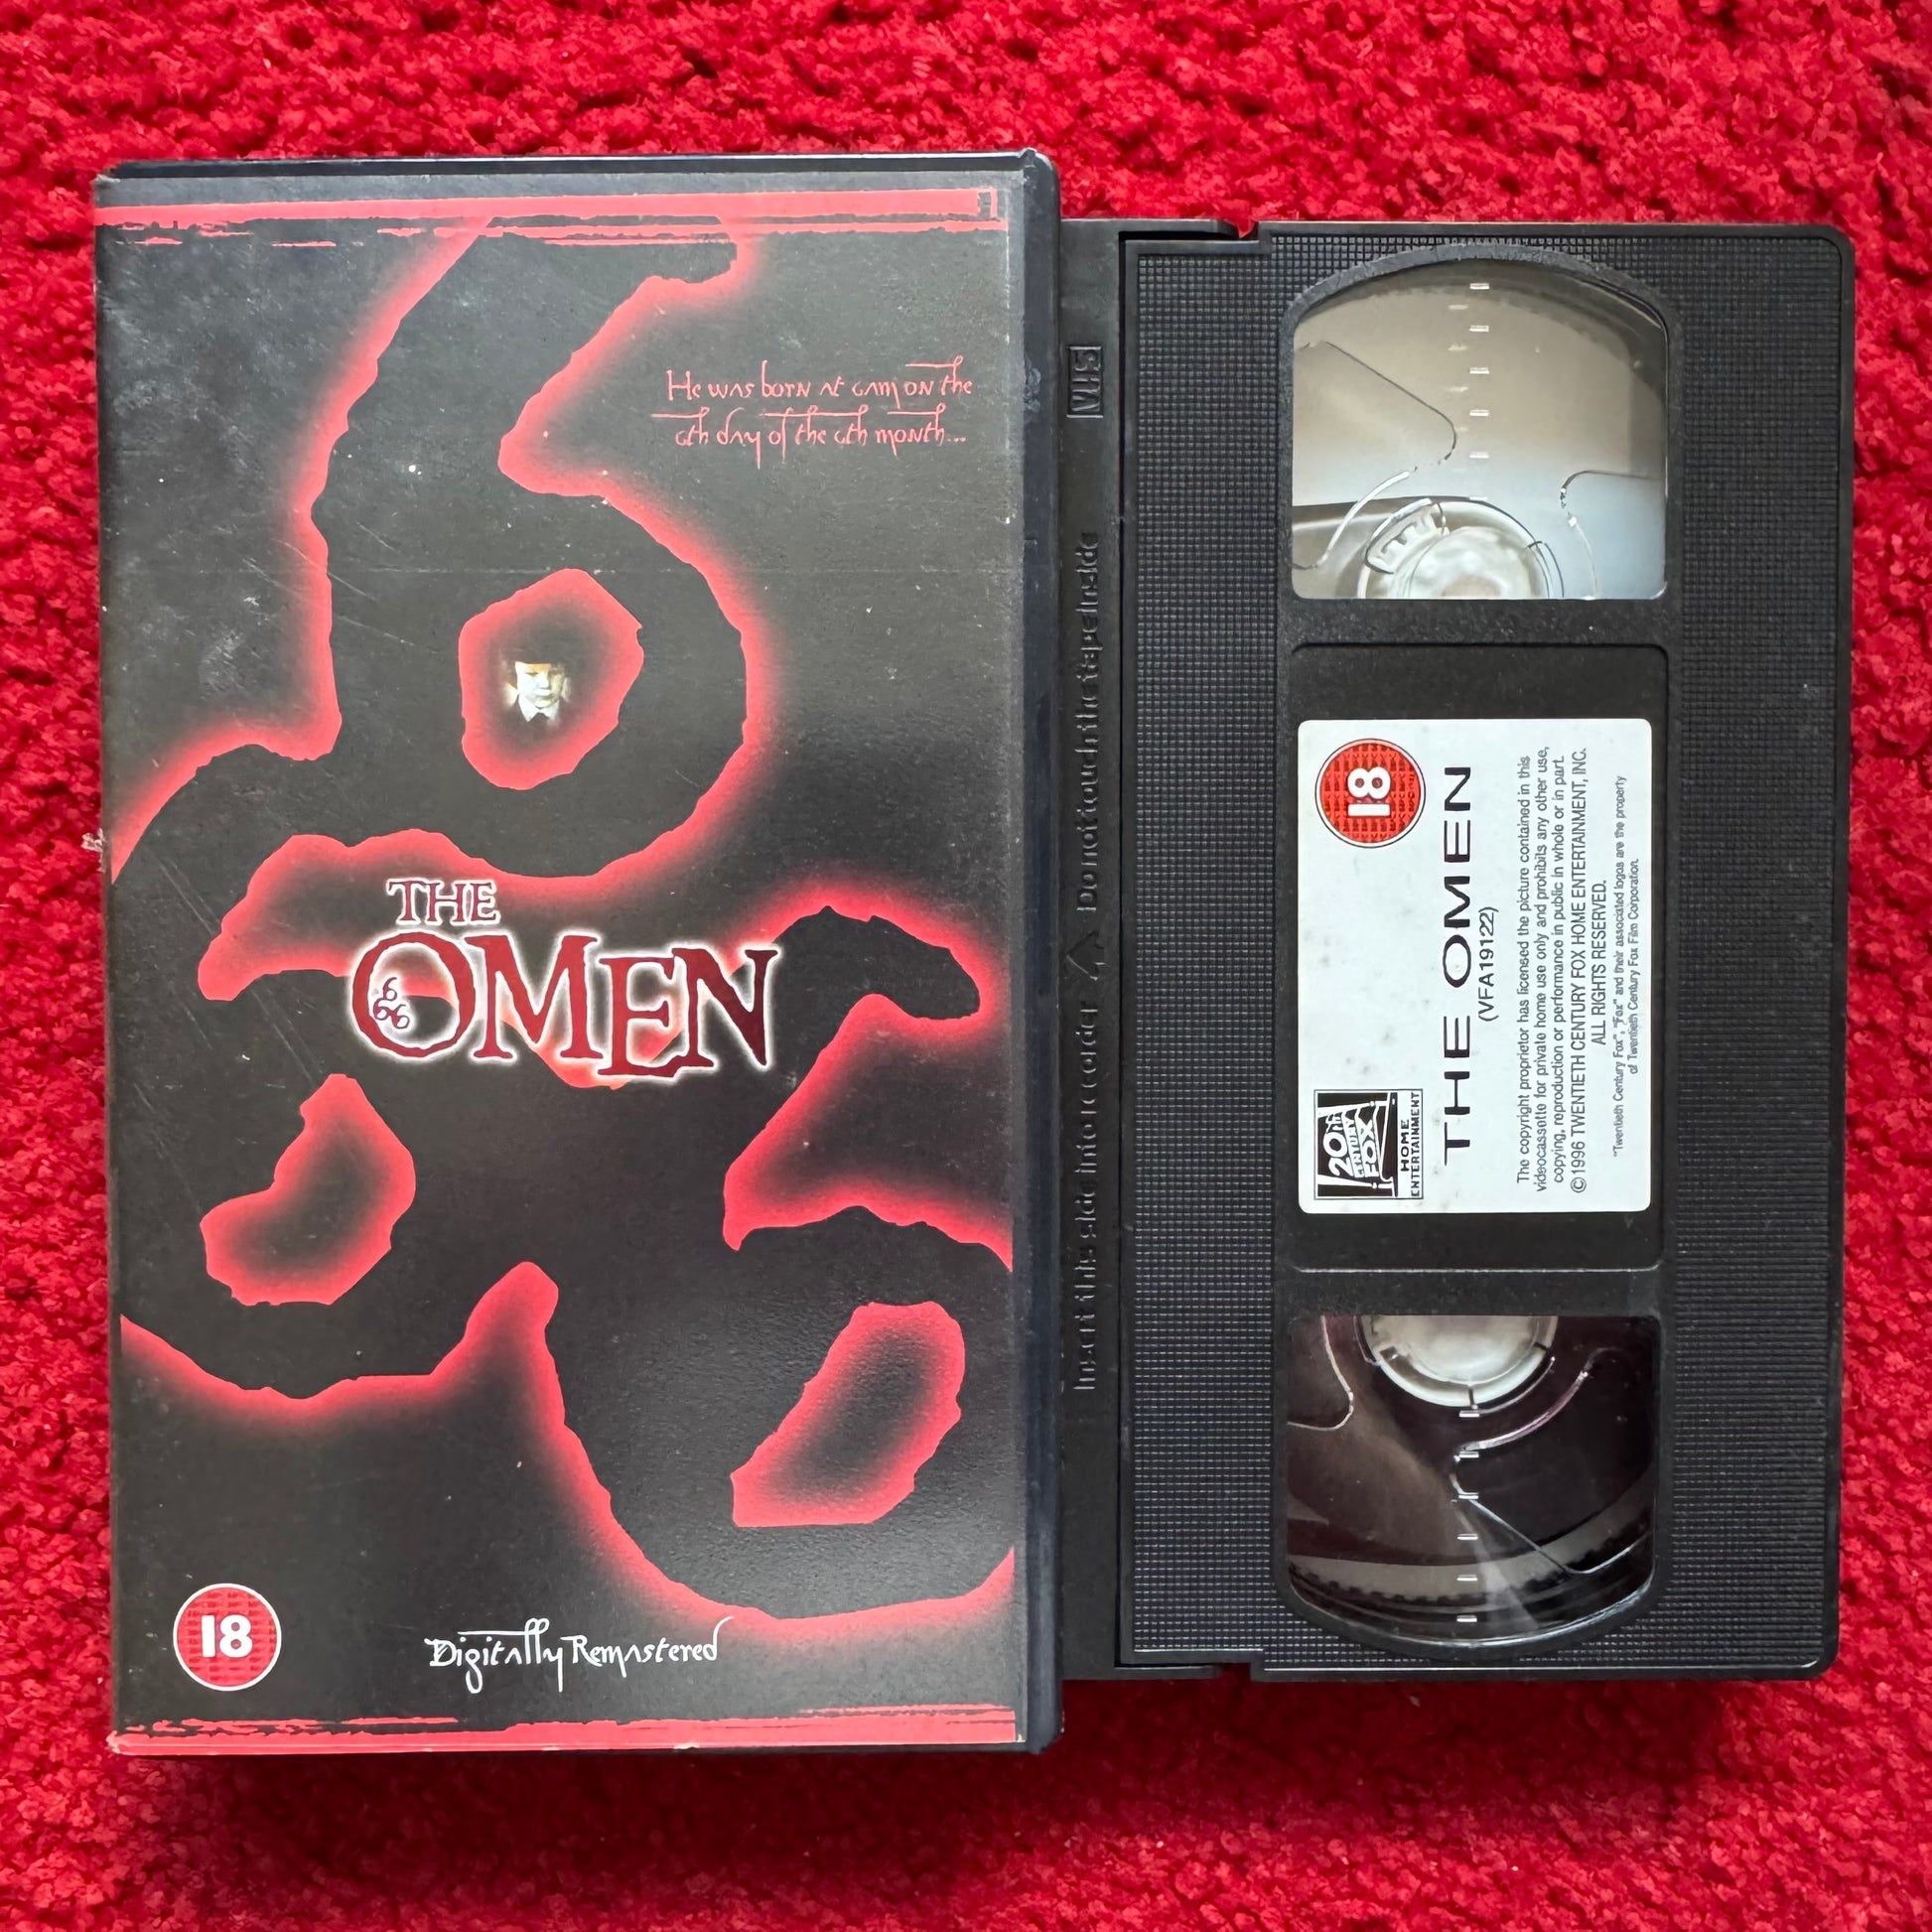 He was born at 6am on the
6th day of the 6th month...
THE
OMEN
666
18
Digitally Remastered
VHS
Insert this side into recorder △ Do not touch the tape inside
18
20th
CENTURY
FOX
HOME
ENTERTAINMENT
THE OMEN
(VFA19122)
The copyright proprietor has licensed the picture contained in this
videocassette for private home use only and prohibits any other use,
copying, reproduction or performance in public in whole or in part.
©1996 TWENTIETH CENTURY FOX HOME ENTERTAINMENT, INC.
ALL RIGHTS RESERVED.
"Twentieth Century Fox", "Fox" and their associated logos are the property
of Twentieth Century Fox Film Corporation.